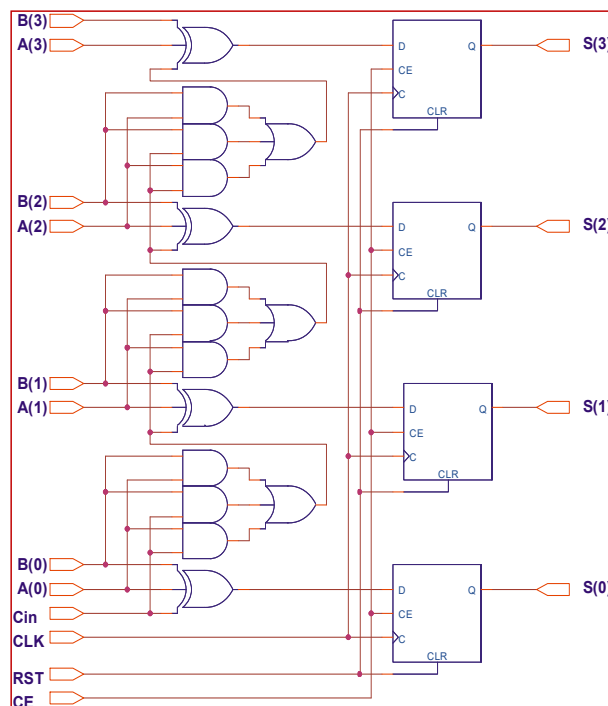 B(3)
A(3)
D
Q
S(3)
CE
C
CLR
B(2)
A(2)
D
Q
S(2)
CE
C
CLR
B(1)
A(1)
D
Q
S(1)
CE
C
CLR
B(0)
A(0)
D
Q
S(0)
Cin
CE
CLK
C
CLR
RST
CE